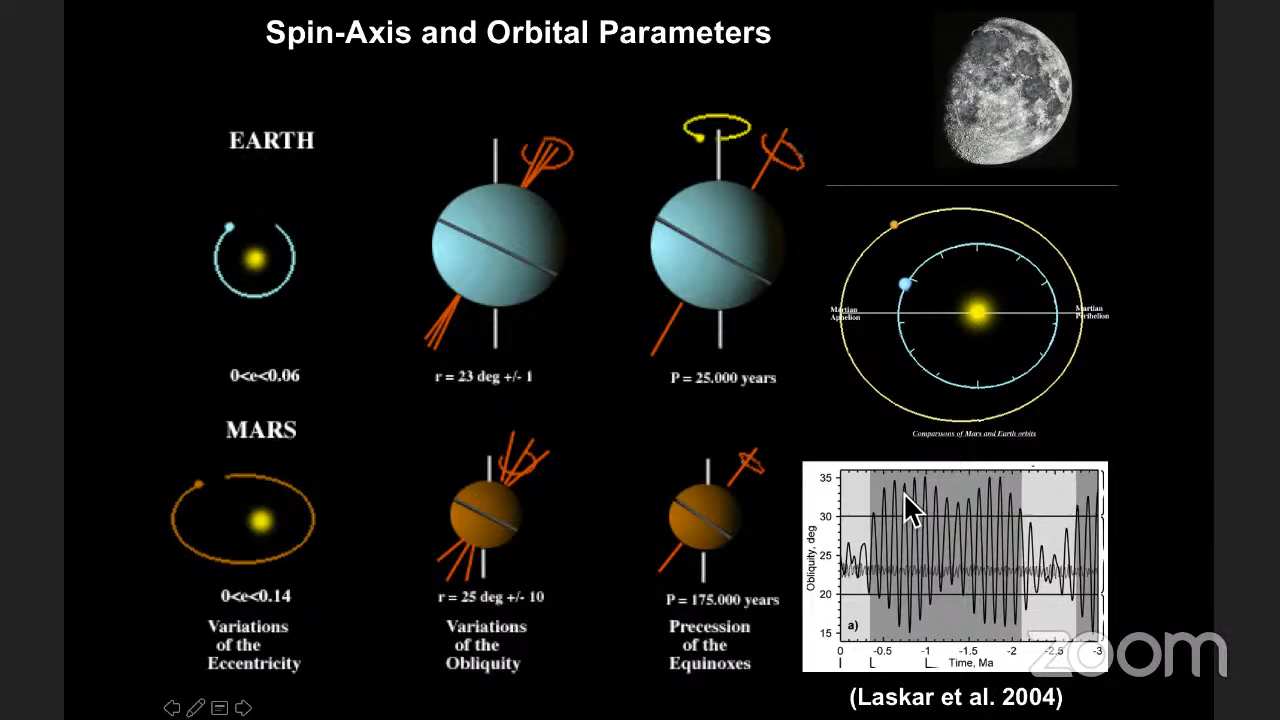 Spin-Axis and Orbital Parameters
EARTH
0<e<0.06
r = 23 deg +/- 1
P = 25.000 years
Martian
Aphelion
Martian
Perihelion
Comparisons of Mars and Earth orbits
MARS
0<e<0.14
r = 25 deg +/- 10
P = 175.000 years
Variations
of the
Eccentricity
Variations
of the
Obliquity
Precession
of the
Equinoxes
Obliquity, deg
35
30
25
20
15
a)
0 -0.5 -1 -1.5 -2 -2.5 -3
Time, Ma
zoom
(Laskar et al. 2004)